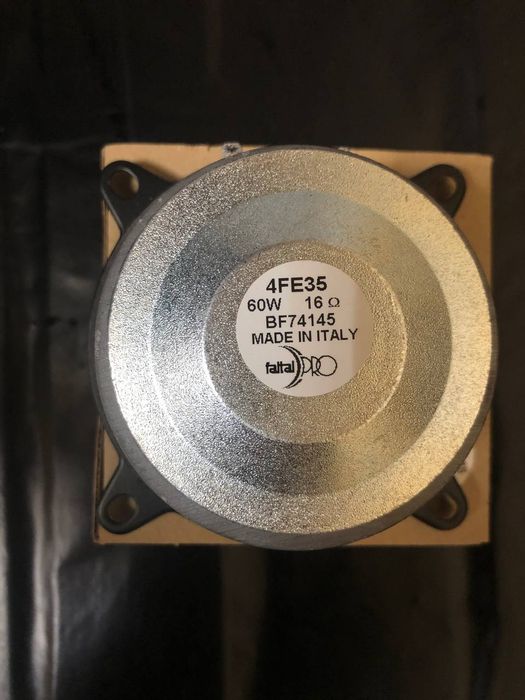 4FE35
60W 16 Ω
BF74145
MADE IN ITALY
faital PRO